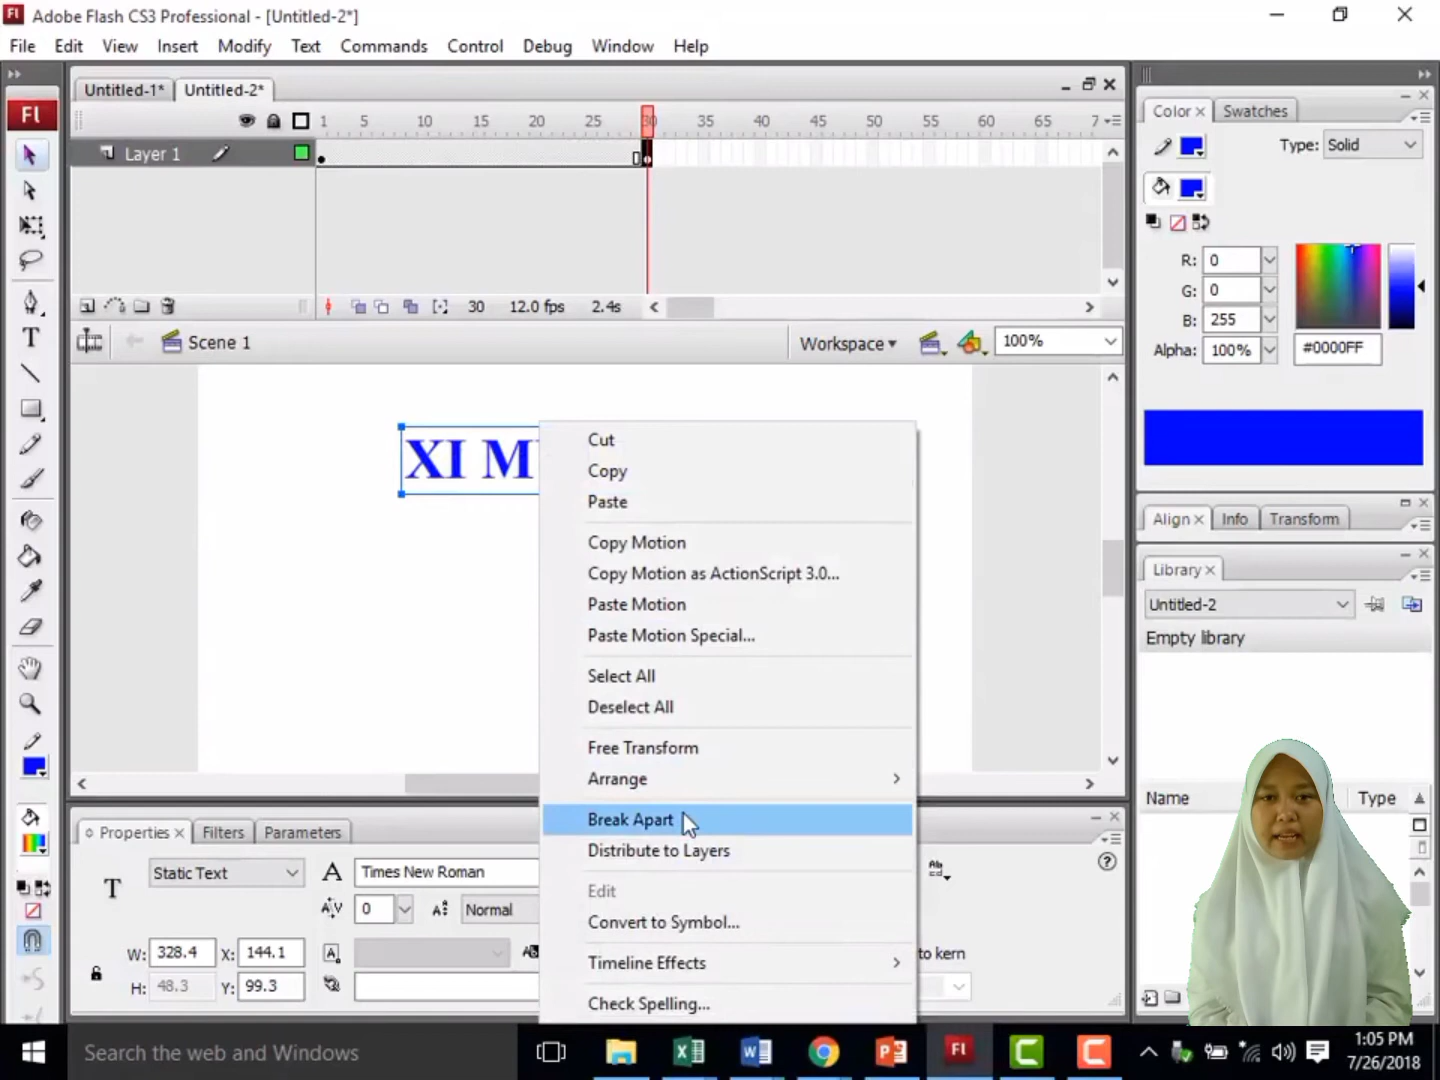 Adobe Flash CS3 Professional - [Untitled-2*]
File Edit View Insert Modify Text Commands Control Debug Window Help
Untitled-1* Untitled-2*
1 5 10 15 20 25 30 35 40 45 50 55 60 65 7
Layer 1
30 12.0 fps 2.4s
Scene 1
Workspace
100%
XI M
Cut
Copy
Paste
Copy Motion
Copy Motion as ActionScript 3.0...
Paste Motion
Paste Motion Special...
Select All
Deselect All
Free Transform
Arrange
Break Apart
Distribute to Layers
Edit
Convert to Symbol...
Timeline Effects
Check Spelling...
Properties Filters Parameters
Static Text
A
Times New Roman
T
A|V
0
Normal
W: 328.4 X: 144.1
H: 48.3 Y: 99.3
to kern
Color Swatches
Type: Solid
R: 0
G: 0
B: 255
Alpha: 100% #0000FF
Align Info Transform
Library
Untitled-2
Empty library
Name Type
Fl
T
Search the web and Windows
Fl
1:05 PM
7/26/2018